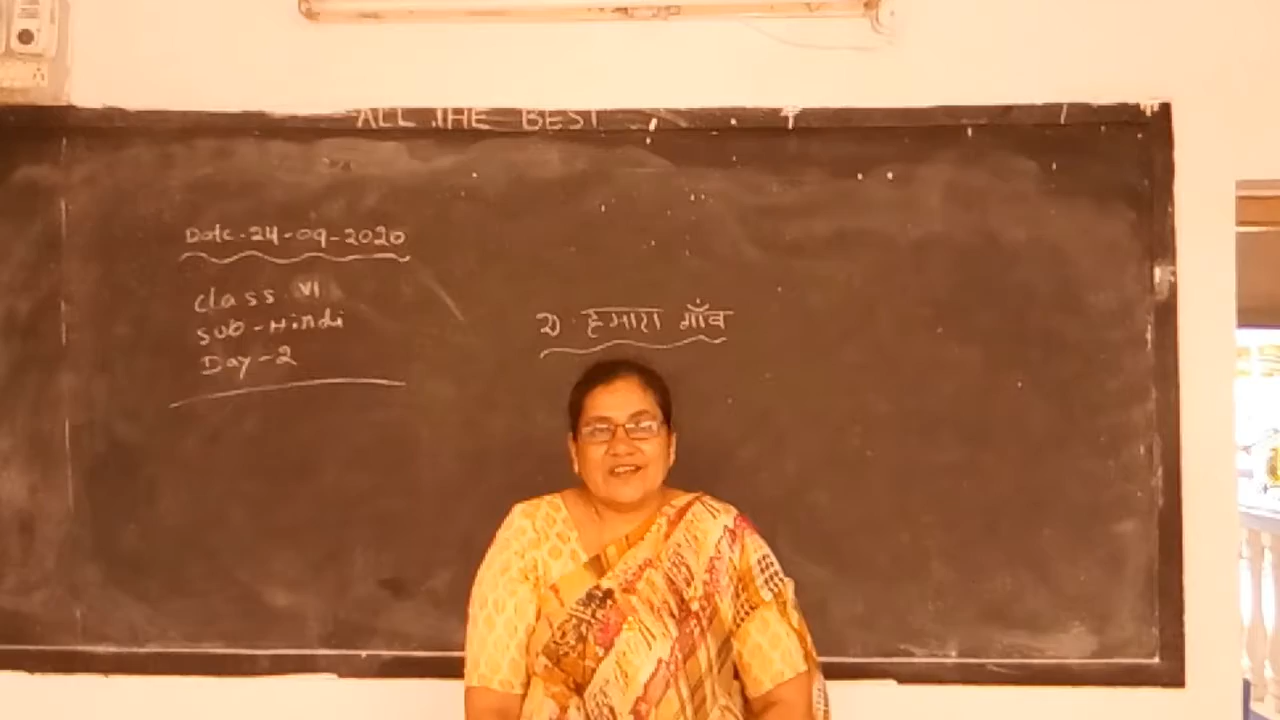 ALL THE BEST
Date-24-09-2020
class VI
Sub-Hindi
Day-2
2). हमारा गाँव